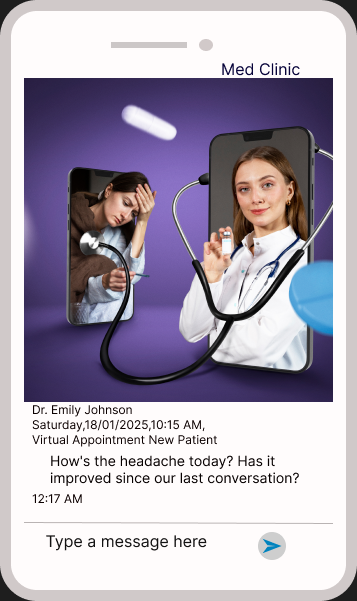 Med Clinic
Dr. Emily Johnson
Saturday,18/01/2025,10:15 AM,
Virtual Appointment New Patient
How's the headache today? Has it
improved since our last conversation?
12:17 AM
Type a message here